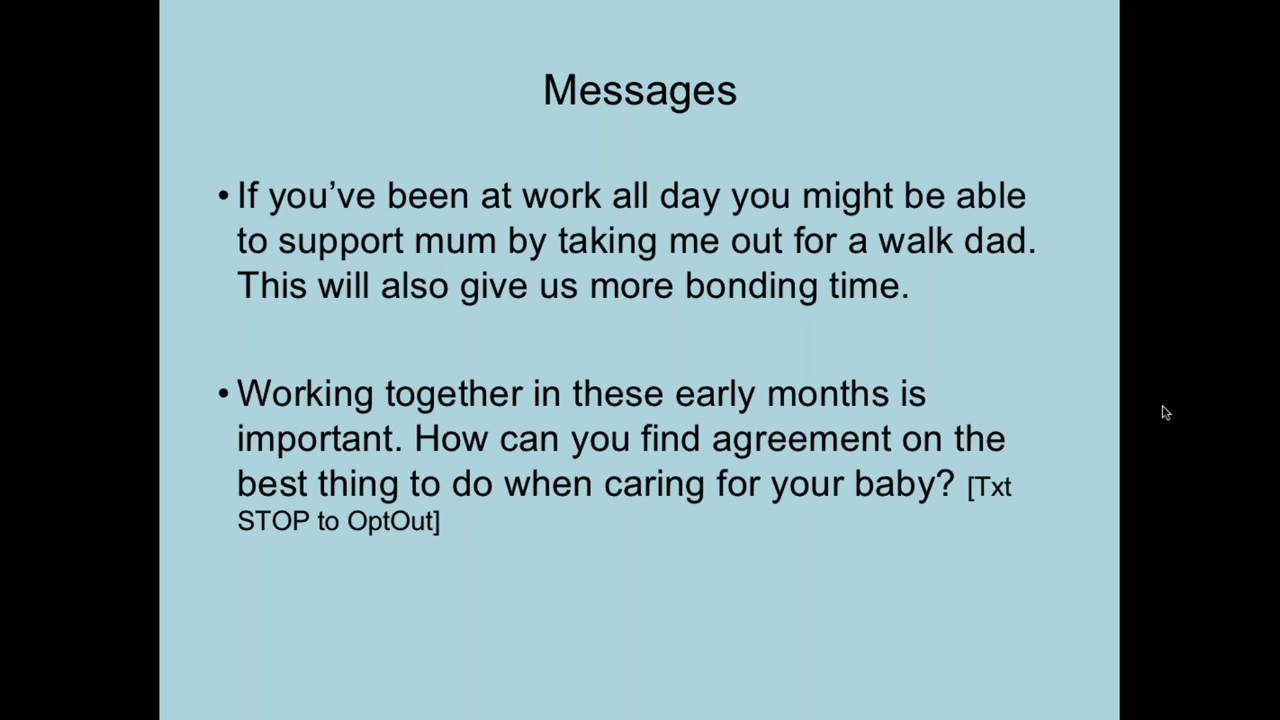 Messages
• If you’ve been at work all day you might be able
to support mum by taking me out for a walk dad.
This will also give us more bonding time.
• Working together in these early months is
important. How can you find agreement on the
best thing to do when caring for your baby? [Txt
STOP to OptOut]